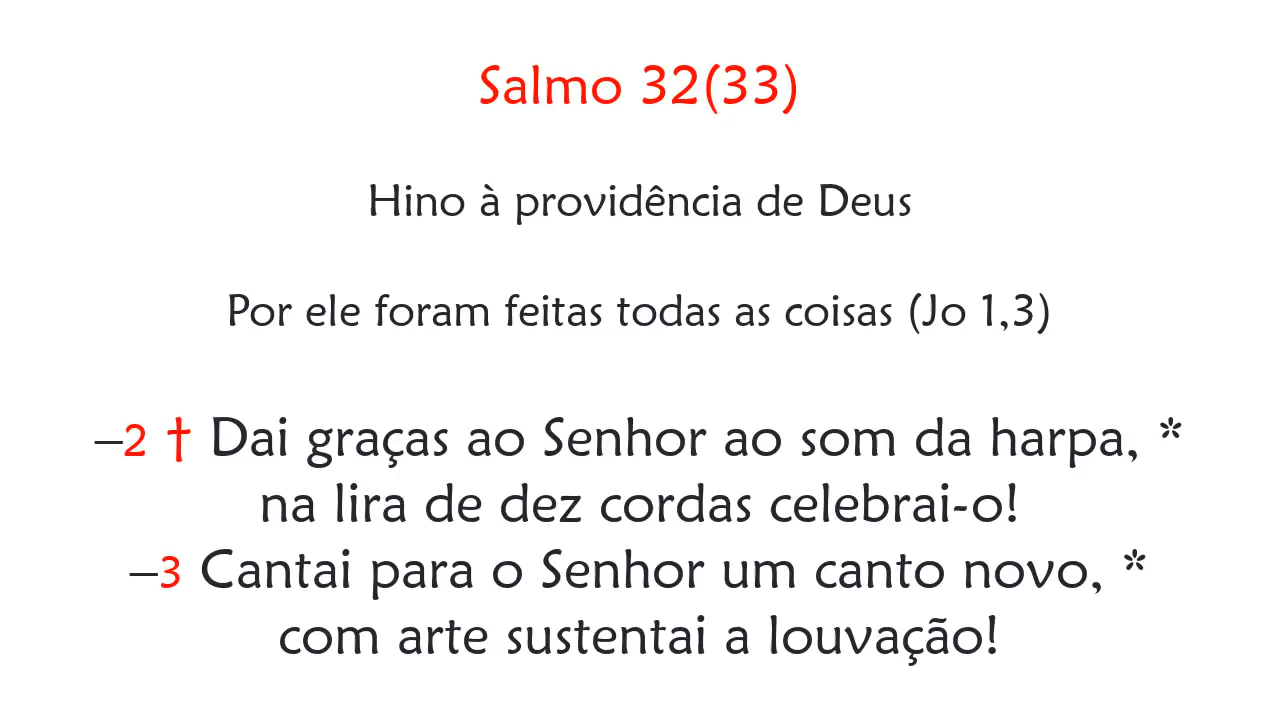 Salmo 32(33)
Hino à providência de Deus
Por ele foram feitas todas as coisas (Jo 1,3)
–2 † Dai graças ao Senhor ao som da harpa, *
na lira de dez cordas celebrai-o!
–3 Cantai para o Senhor um canto novo, *
com arte sustentai a louvação!